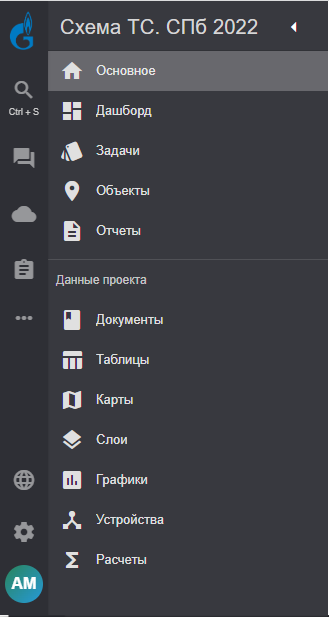 Схема ТС. СПб 2022
Ctrl + S
Основное
Дашборд
Задачи
Объекты
Отчеты
Данные проекта
Документы
Таблицы
Карты
Слои
Графики
Устройства
Расчеты
AM